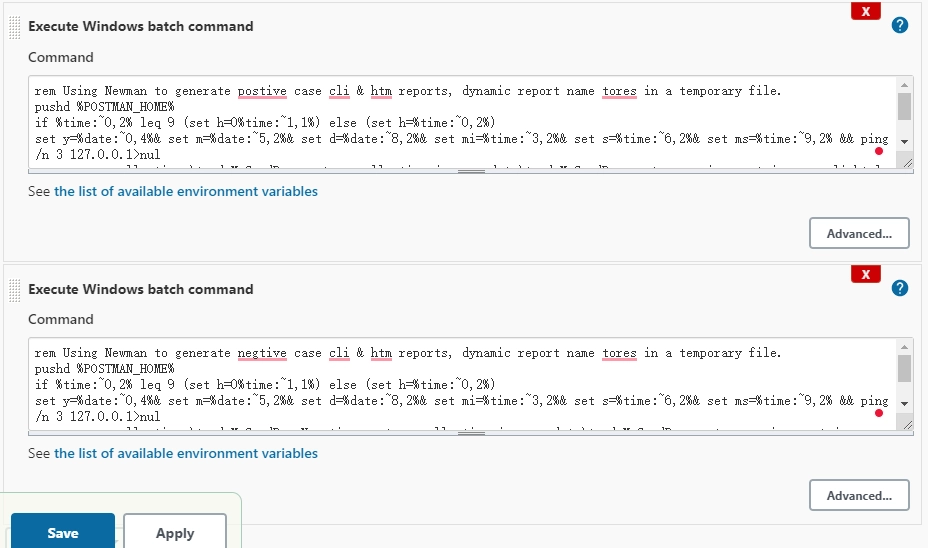 X
Execute Windows batch command
?
Command
rem Using Newman to generate postive case cli & htm reports, dynamic report name tores in a temporary file.
pushd %POSTMAN_HOME%
if %time:~0,2% leq 9 (set h=0%time:~1,1%) else (set h=%time:~0,2%)
set y=%date:~0,4%& set m=%date:~5,2%& set d=%date:~8,2%& set mi=%time:~3,2%& set s=%time:~6,2%& set ms=%time:~9,2% && ping
/n 3 127.0.0.1>nul
See the list of available environment variables
Advanced...
X
Execute Windows batch command
?
Command
rem Using Newman to generate negtive case cli & htm reports, dynamic report name tores in a temporary file.
pushd %POSTMAN_HOME%
if %time:~0,2% leq 9 (set h=0%time:~1,1%) else (set h=%time:~0,2%)
set y=%date:~0,4%& set m=%date:~5,2%& set d=%date:~8,2%& set mi=%time:~3,2%& set s=%time:~6,2%& set ms=%time:~9,2% && ping
/n 3 127.0.0.1>nul
See the list of available environment variables
Advanced...
Save
Apply